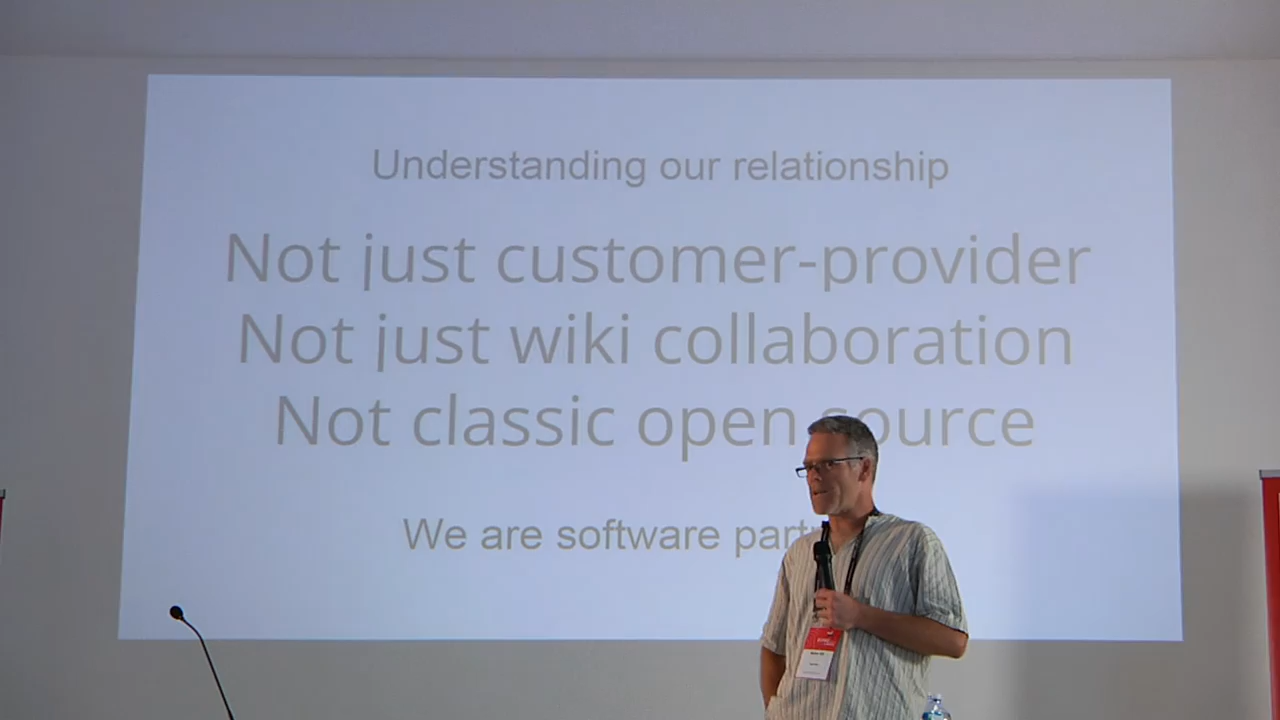 Understanding our relationship
Not just customer-provider
Not just wiki collaboration
Not classic open source
We are software